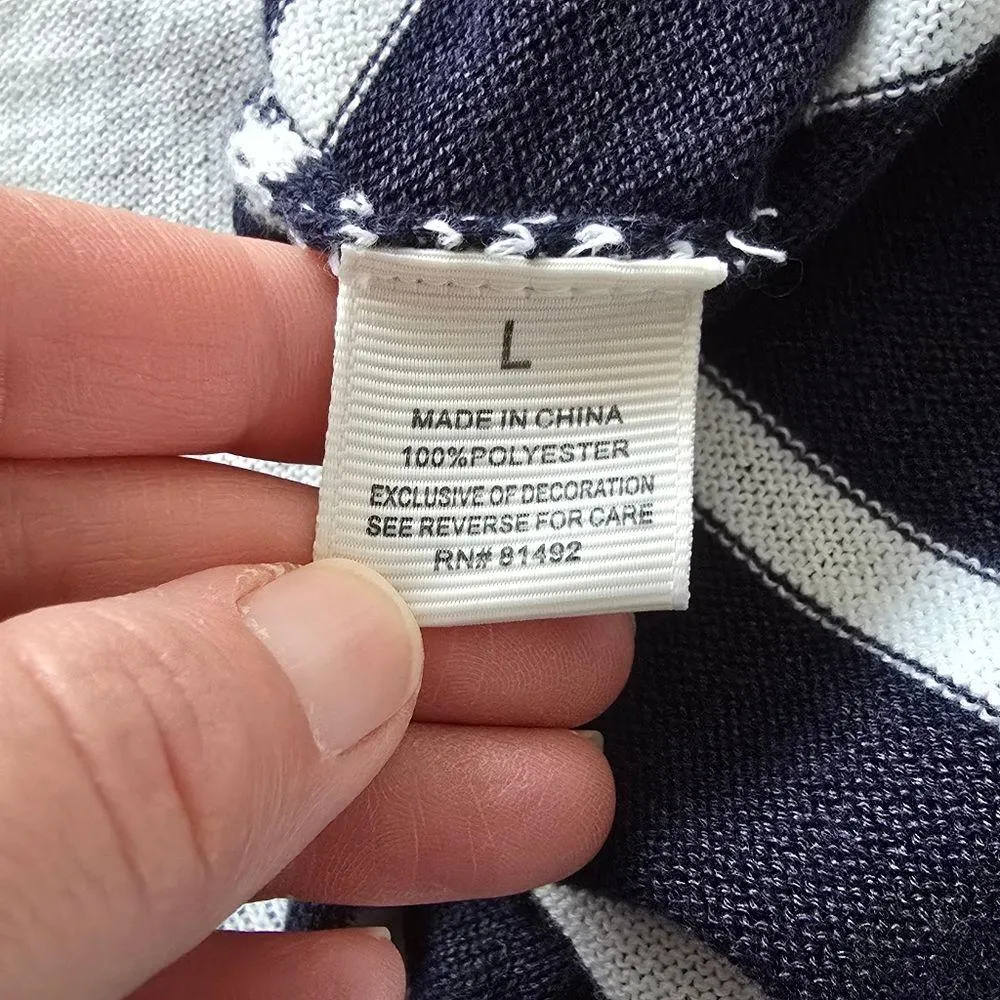 L
MADE IN CHINA
100%POLYESTER
EXCLUSIVE OF DECORATION
SEE REVERSE FOR CARE
RN# 81492